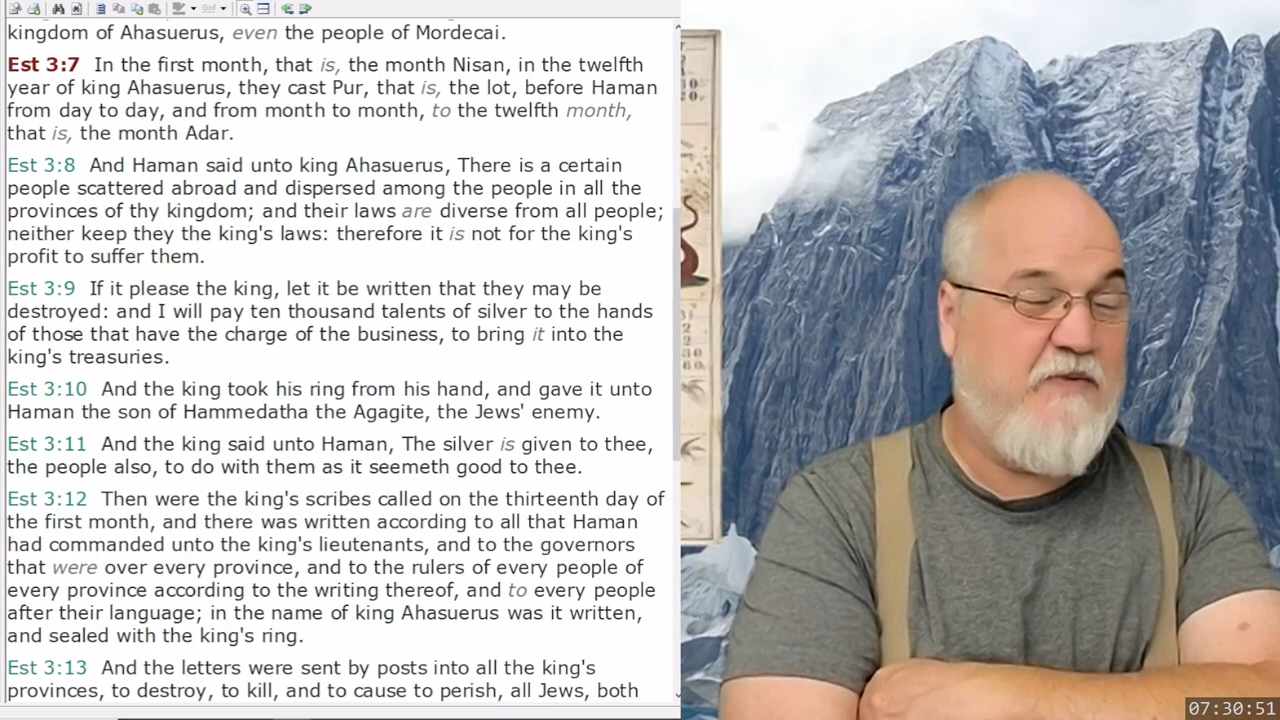 kingdom of Ahasuerus, even the people of Mordecai.
Est 3:7 In the first month, that is, the month Nisan, in the twelfth
year of king Ahasuerus, they cast Pur, that is, the lot, before Haman
from day to day, and from month to month, to the twelfth month,
that is, the month Adar.
Est 3:8 And Haman said unto king Ahasuerus, There is a certain
people scattered abroad and dispersed among the people in all the
provinces of thy kingdom; and their laws are diverse from all people;
neither keep they the king's laws: therefore it is not for the king's
profit to suffer them.
Est 3:9 If it please the king, let it be written that they may be
destroyed: and I will pay ten thousand talents of silver to the hands
of those that have the charge of the business, to bring it into the
king's treasuries.
Est 3:10 And the king took his ring from his hand, and gave it unto
Haman the son of Hammedatha the Agagite, the Jews' enemy.
Est 3:11 And the king said unto Haman, The silver is given to thee,
the people also, to do with them as it seemeth good to thee.
Est 3:12 Then were the king's scribes called on the thirteenth day of
the first month, and there was written according to all that Haman
had commanded unto the king's lieutenants, and to the governors
that were over every province, and to the rulers of every people of
every province according to the writing thereof, and to every people
after their language; in the name of king Ahasuerus was it written,
and sealed with the king's ring.
Est 3:13 And the letters were sent by posts into all the king's
provinces, to destroy, to kill, and to cause to perish, all Jews, both
07:30:51